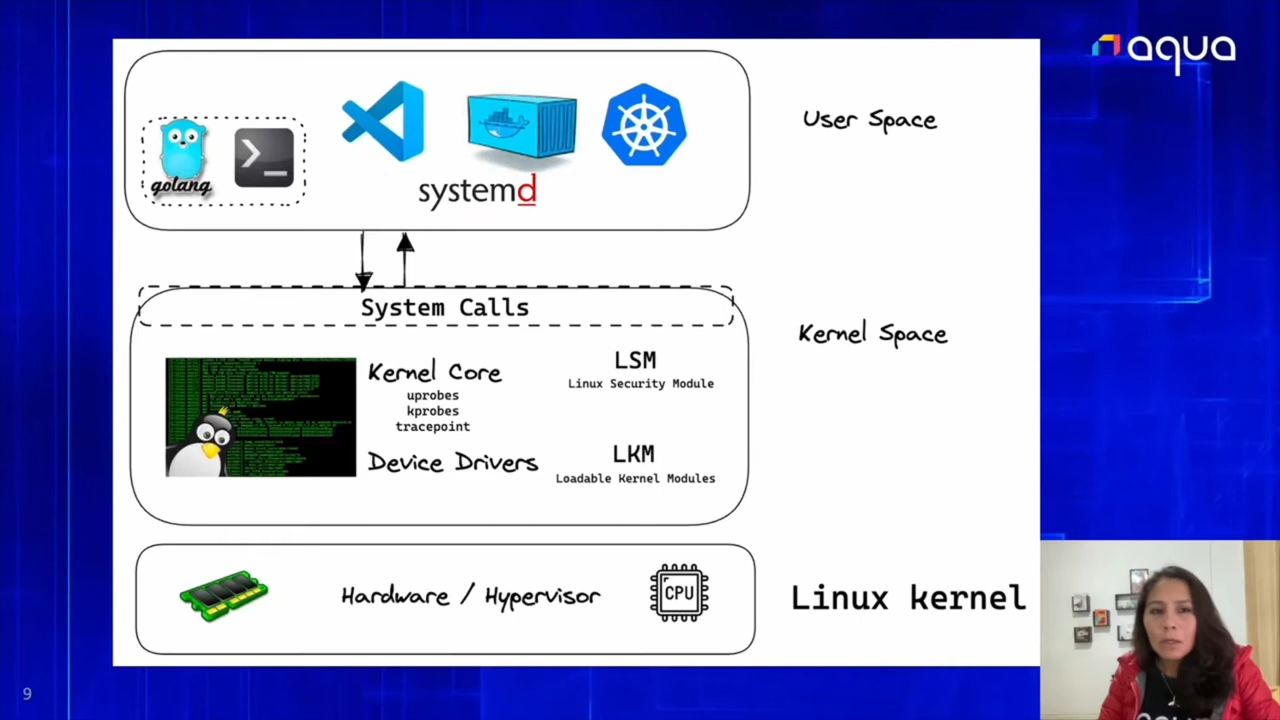 aqua
User Space
golang
systemd
System Calls
Kernel Space
Kernel Core
uprobes
kprobes
tracepoint
Device Drivers
LSM
Linux Security Module
LKM
Loadable Kernel Modules
Hardware / Hypervisor
CPU
Linux kernel
9
aqua